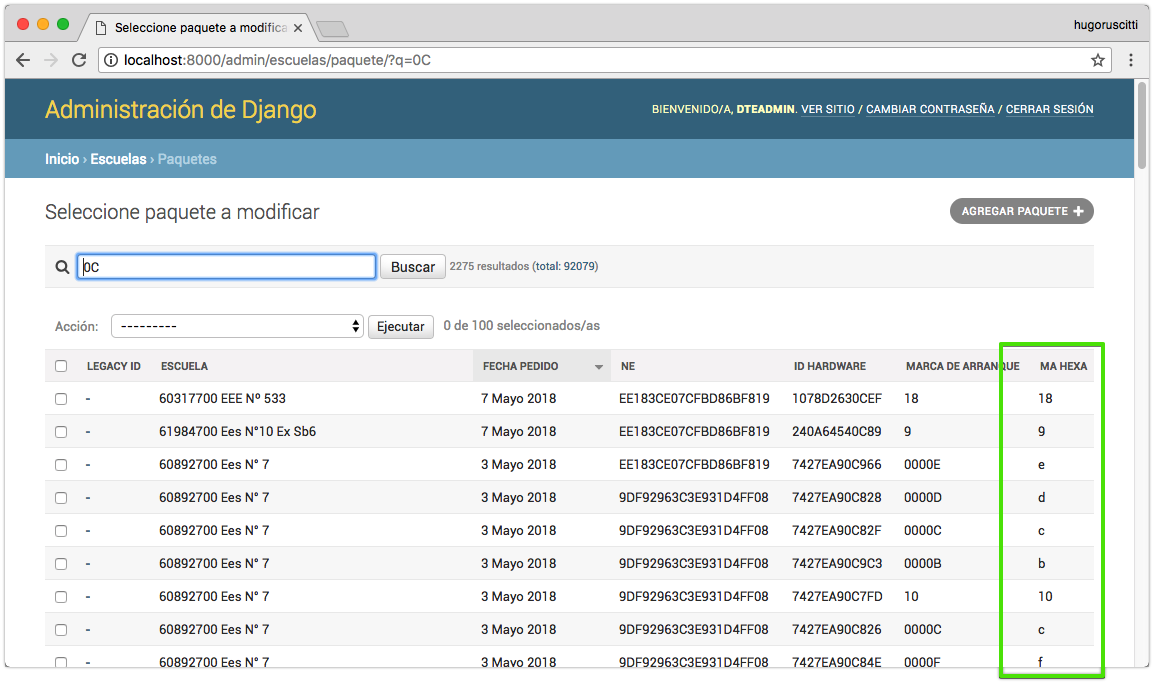 Seleccione paquete a modifica
hugoruscitti
localhost:8000/admin/escuelas/paquete/?q=0C
Administración de Django
BIENVENIDO/A, DTEADMIN. VER SITIO / CAMBIAR CONTRASEÑA / CERRAR SESIÓN
Inicio › Escuelas › Paquetes
Seleccione paquete a modificar
AGREGAR PAQUETE +
0C Buscar 2275 resultados (total: 92079)
Acción: --------- Ejecutar 0 de 100 seleccionados/as
LEGACY ID ESCUELA FECHA PEDIDO NE ID HARDWARE MARCA DE ARRANQUE MA HEXA
- 60317700 EEE Nº 533 7 Mayo 2018 EE183CE07CFBD86BF819 1078D2630CEF 18 18
- 61984700 Ees N°10 Ex Sb6 7 Mayo 2018 EE183CE07CFBD86BF819 240A64540C89 9 9
- 60892700 Ees N° 7 3 Mayo 2018 EE183CE07CFBD86BF819 7427EA90C966 0000E e
- 60892700 Ees N° 7 3 Mayo 2018 9DF92963C3E931D4FF08 7427EA90C828 0000D d
- 60892700 Ees N° 7 3 Mayo 2018 9DF92963C3E931D4FF08 7427EA90C82F 0000C c
- 60892700 Ees N° 7 3 Mayo 2018 9DF92963C3E931D4FF08 7427EA90C9C3 0000B b
- 60892700 Ees N° 7 3 Mayo 2018 9DF92963C3E931D4FF08 7427EA90C7FD 10 10
- 60892700 Ees N° 7 3 Mayo 2018 9DF92963C3E931D4FF08 7427EA90C826 0000C c
- 60892700 Ees N° 7 3 Mayo 2018 9DF92963C3E931D4FF08 7427EA90C84E 0000F f